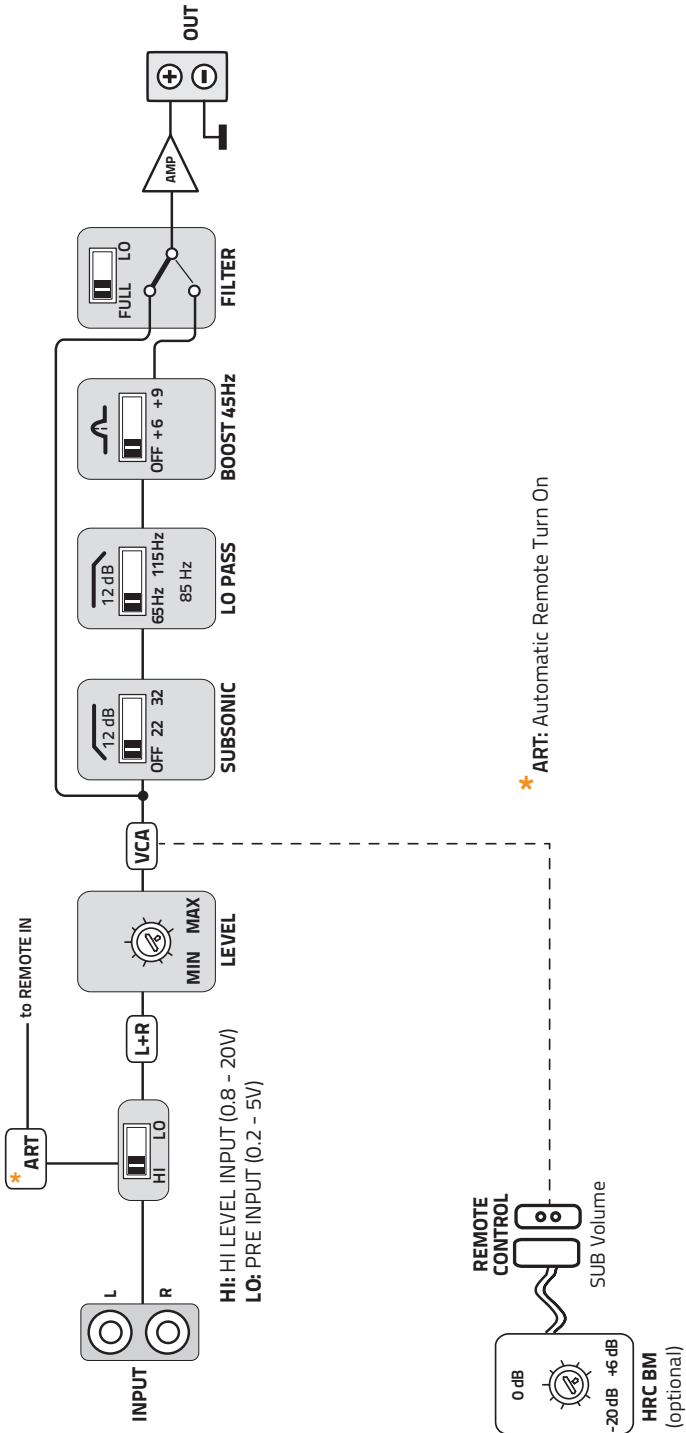 INPUT
L
R
* ART
to REMOTE IN
HI LO
HI: HI LEVEL INPUT (0.8 - 20V)
LO: PRE INPUT (0.2 - 5V)
L+R
MIN MAX
LEVEL
VCA
12 dB
OFF 22 32
SUBSONIC
12 dB
65Hz 115Hz
85 Hz
LO PASS
OFF +6 +9
BOOST 45Hz
FULL LO
FILTER
AMP
+
−
OUT
0 dB
-20dB +6dB
HRC BM
(optional)
REMOTE
CONTROL
SUB Volume
* ART: Automatic Remote Turn On